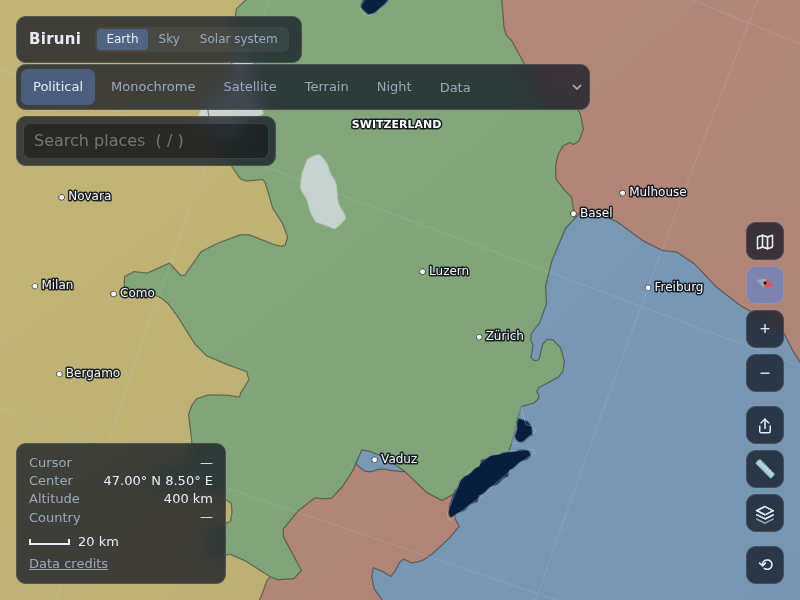 Biruni
Earth
Sky
Solar system
Political
Monochrome
Satellite
Terrain
Night
Data
Search places ( / )
SWITZERLAND
Novara
Mulhouse
Basel
Luzern
Milan
Como
Freiburg
Zürich
Bergamo
Vaduz
Cursor —
Center 47.00° N 8.50° E
Altitude 400 km
Country —
20 km
Data credits